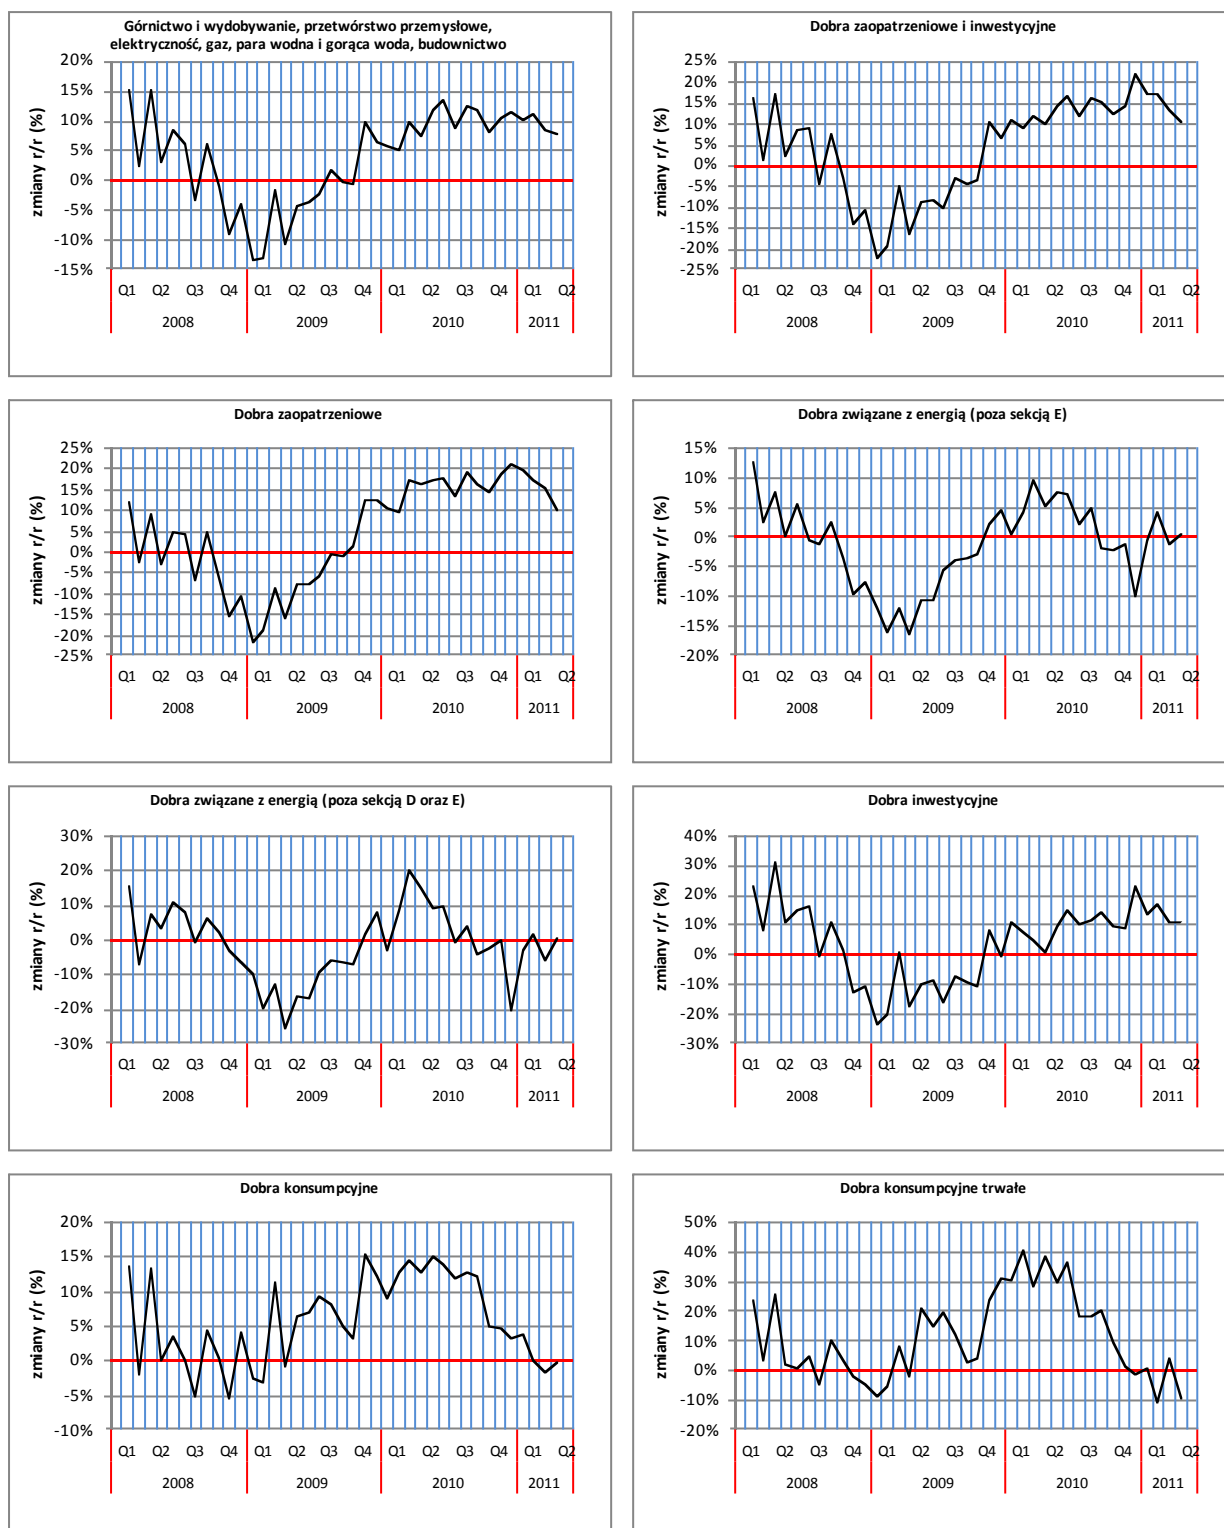 Górnictwo i wydobywanie, przetwórstwo przemysłowe,
elektryczność, gaz, para wodna i gorąca woda, budownictwo
zmiany r/r (%)
20%
15%
10%
5%
0%
-5%
-10%
-15%
Q1 Q2 Q3 Q4 Q1 Q2 Q3 Q4 Q1 Q2 Q3 Q4 Q1 Q2
2008 2009 2010 2011
Dobra zaopatrzeniowe i inwestycyjne
zmiany r/r (%)
25%
20%
15%
10%
5%
0%
-5%
-10%
-15%
-20%
-25%
Q1 Q2 Q3 Q4 Q1 Q2 Q3 Q4 Q1 Q2 Q3 Q4 Q1 Q2
2008 2009 2010 2011
Dobra zaopatrzeniowe
zmiany r/r (%)
25%
20%
15%
10%
5%
0%
-5%
-10%
-15%
-20%
-25%
Q1 Q2 Q3 Q4 Q1 Q2 Q3 Q4 Q1 Q2 Q3 Q4 Q1 Q2
2008 2009 2010 2011
Dobra związane z energią (poza sekcją E)
zmiany r/r (%)
15%
10%
5%
0%
-5%
-10%
-15%
-20%
Q1 Q2 Q3 Q4 Q1 Q2 Q3 Q4 Q1 Q2 Q3 Q4 Q1 Q2
2008 2009 2010 2011
Dobra związane z energią (poza sekcją D oraz E)
zmiany r/r (%)
30%
20%
10%
0%
-10%
-20%
-30%
Q1 Q2 Q3 Q4 Q1 Q2 Q3 Q4 Q1 Q2 Q3 Q4 Q1 Q2
2008 2009 2010 2011
Dobra inwestycyjne
zmiany r/r (%)
40%
30%
20%
10%
0%
-10%
-20%
-30%
Q1 Q2 Q3 Q4 Q1 Q2 Q3 Q4 Q1 Q2 Q3 Q4 Q1 Q2
2008 2009 2010 2011
Dobra konsumpcyjne
zmiany r/r (%)
20%
15%
10%
5%
0%
-5%
-10%
Q1 Q2 Q3 Q4 Q1 Q2 Q3 Q4 Q1 Q2 Q3 Q4 Q1 Q2
2008 2009 2010 2011
Dobra konsumpcyjne trwałe
zmiany r/r (%)
50%
40%
30%
20%
10%
0%
-10%
-20%
Q1 Q2 Q3 Q4 Q1 Q2 Q3 Q4 Q1 Q2 Q3 Q4 Q1 Q2
2008 2009 2010 2011